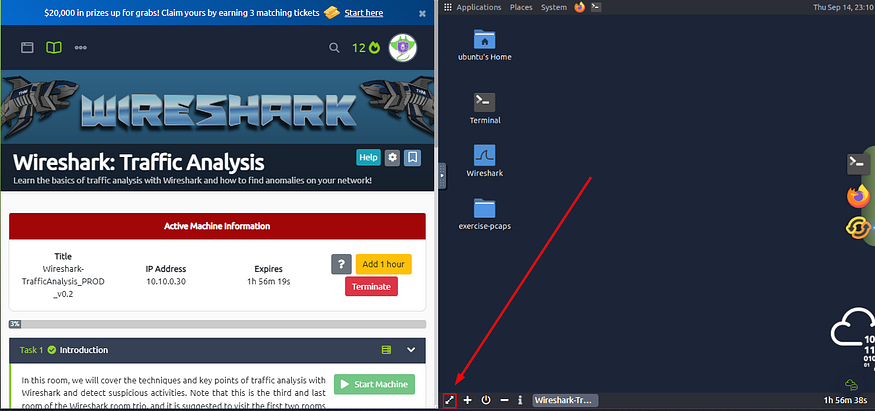 $20,000 in prizes up for grabs! Claim yours by earning 3 matching tickets Start here ×
12
WIRESHARK
Wireshark: Traffic Analysis
Help
Learn the basics of traffic analysis with Wireshark and how to find anomalies on your network!
Active Machine Information
Title
Wireshark-
TrafficAnalysis_PROD
_v0.2
IP Address
10.10.0.30
Expires
1h 56m 19s
?
Add 1 hour
Terminate
3%
Task 1 Introduction
In this room, we will cover the techniques and key points of traffic analysis with
Wireshark and detect suspicious activities. Note that this is the third and last
room of the Wireshark room trio, and it is suggested to visit the first two rooms
Start Machine
Applications Places System
Thu Sep 14, 23:10
ubuntu's Home
Terminal
Wireshark
exercise-pcaps
Wireshark-Tr...
1h 56m 38s